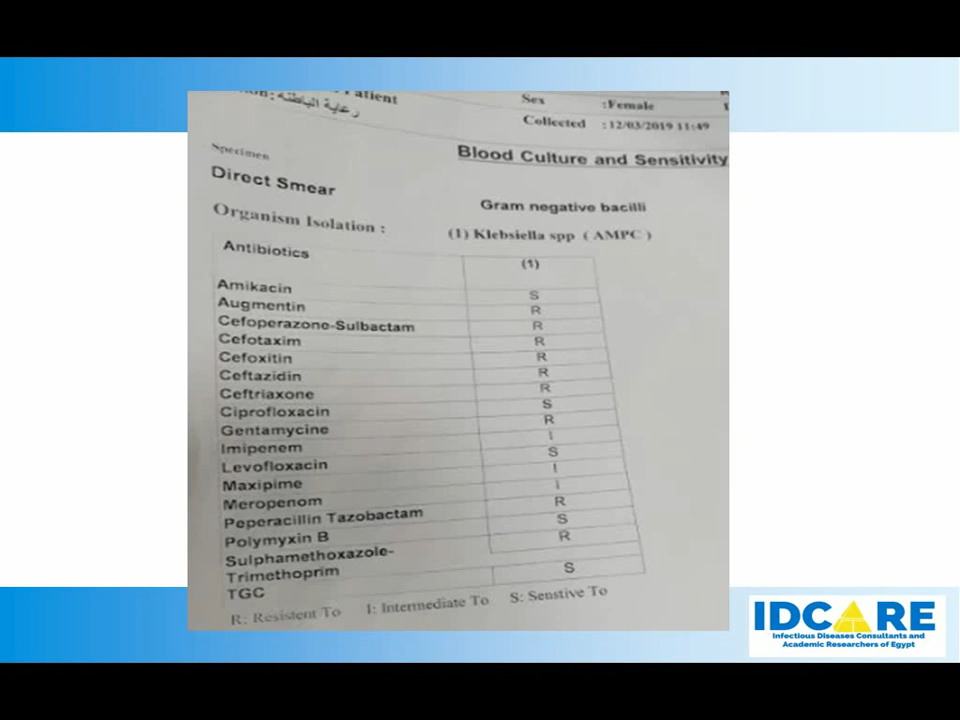 Patient
رعاية الباطنه
Sex :Female
Collected :12/03/2019 11:49
Specimen
Blood Culture and Sensitivity
Direct Smear
Gram negative bacilli
Organism Isolation :
(1) Klebsiella spp ( AMPC )
Antibiotics (1)
Amikacin S
Augmentin R
Cefoperazone-Sulbactam R
Cefotaxim R
Cefoxitin R
Ceftazidin R
Ceftriaxone R
Ciprofloxacin S
Gentamycine R
Imipenem I
Levofloxacin S
Maxipime I
Meropenom I
Peperacillin Tazobactam R
Polymyxin B S
Sulphamethoxazole- R
Trimethoprim
TGC S
R: Resistent To I: Intermediate To S: Senstive To
IDCARE
Infectious Diseases Consultants and
Academic Researchers of Egypt